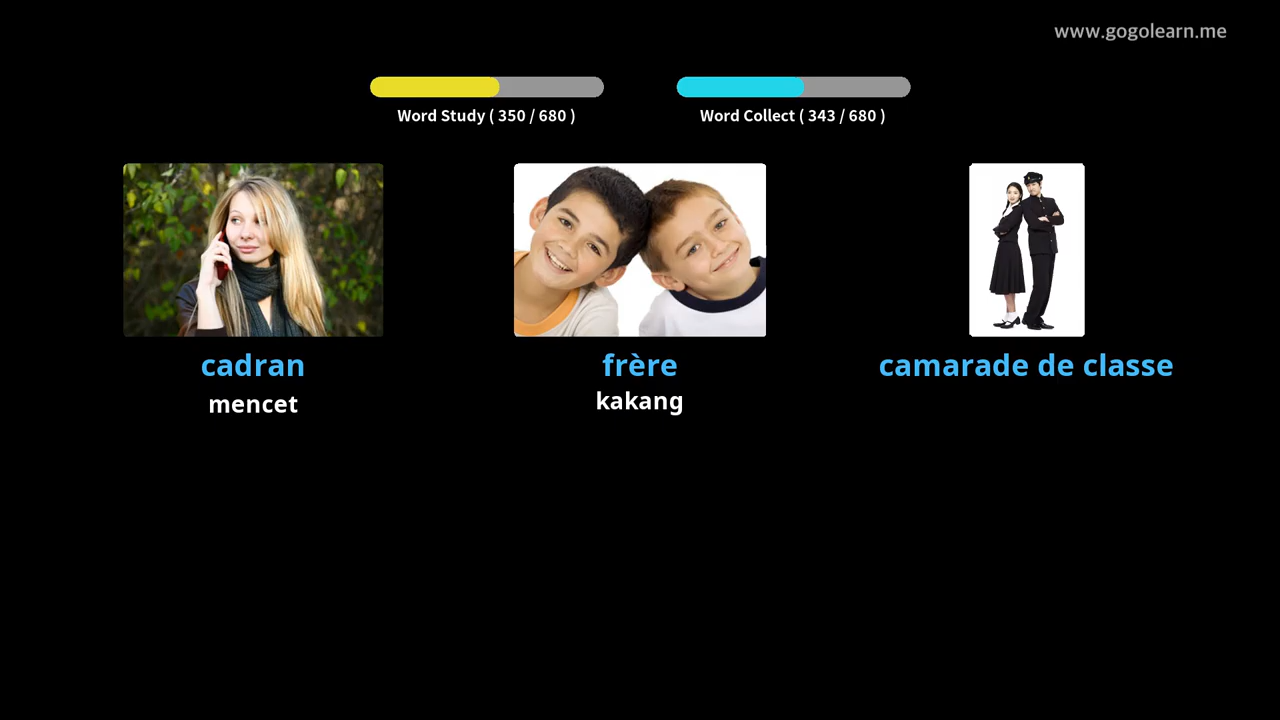 www.gogolearn.me
Word Study ( 350 / 680 )
Word Collect ( 343 / 680 )
cadran
mencet
frère
kakang
camarade de classe